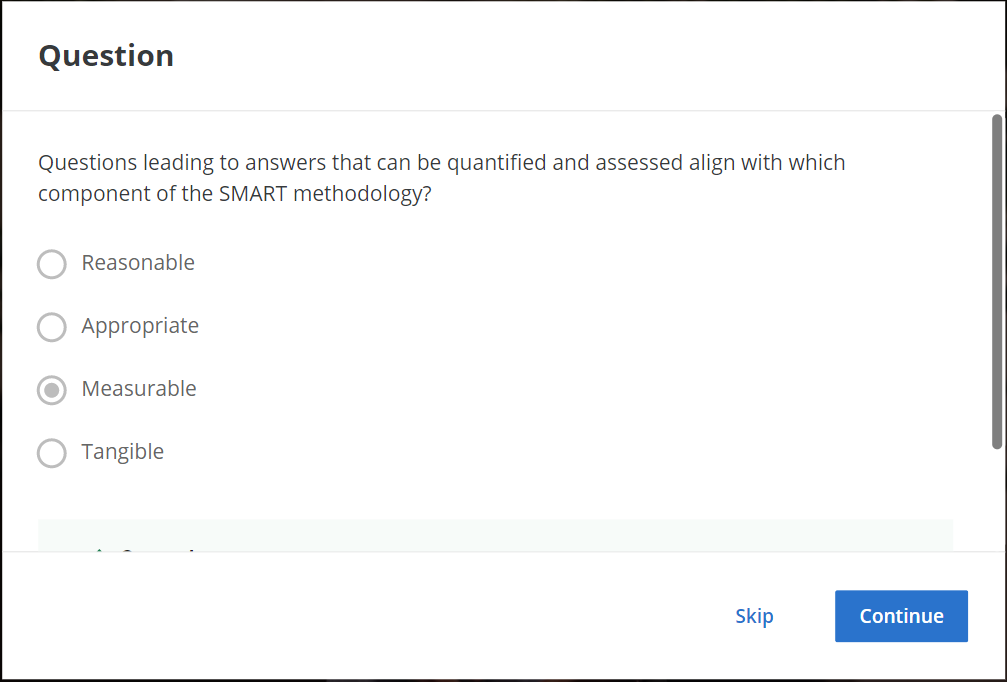 Question
Questions leading to answers that can be quantified and assessed align with which
component of the SMART methodology?
Reasonable
Appropriate
Measurable
Tangible
Skip
Continue